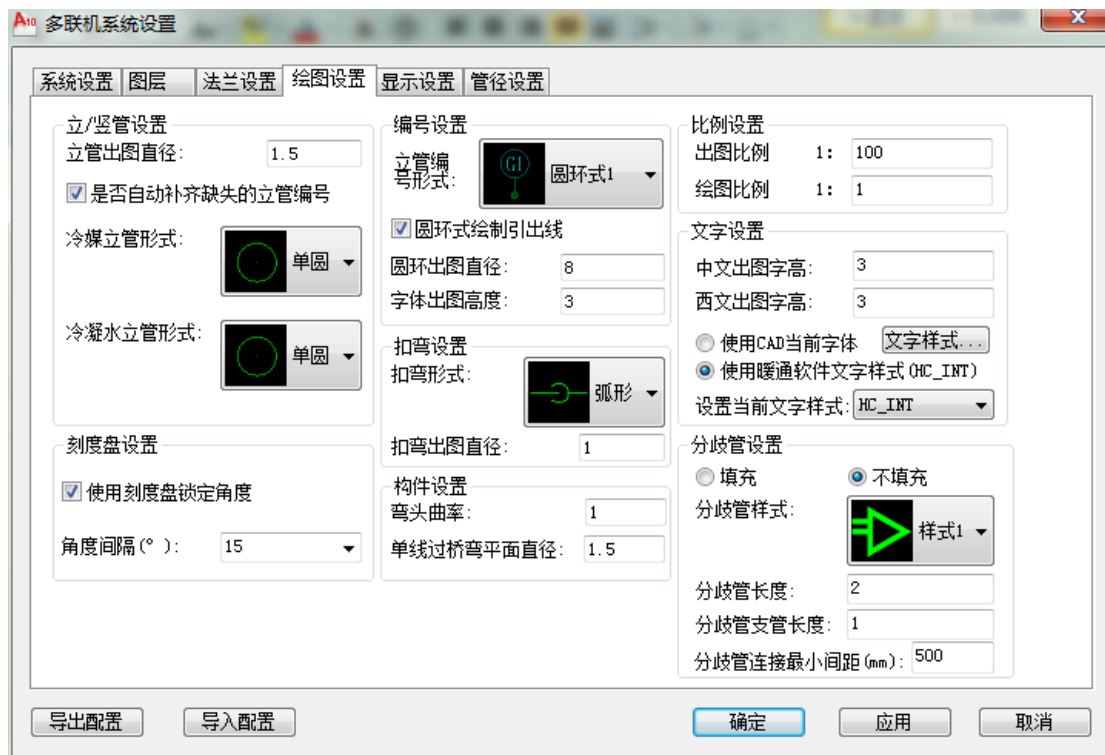 A10 多联机系统设置
系统设置 图层 法兰设置 绘图设置 显示设置 管径设置
立/竖管设置
立管出图直径: 1.5
是否自动补齐缺失的立管编号
冷媒立管形式: 单圆
冷凝水立管形式: 单圆
刻度盘设置
使用刻度盘锁定角度
角度间隔(°): 15
编号设置
立管编
号形式: G1 圆环式1
圆环式绘制引出线
圆环出图直径: 8
字体出图高度: 3
扣弯设置
扣弯形式: 弧形
扣弯出图直径: 1
构件设置
弯头曲率: 1
单线过桥弯平面直径: 1.5
比例设置
出图比例 1: 100
绘图比例 1: 1
文字设置
中文出图字高: 3
西文出图字高: 3
使用CAD当前字体 文字样式...
使用暖通软件文字样式(HC_INT)
设置当前文字样式: HC_INT
分歧管设置
填充 不填充
分歧管样式: 样式1
分歧管长度: 2
分歧管支管长度: 1
分歧管连接最小间距(mm): 500
导出配置 导入配置 确定 应用 取消